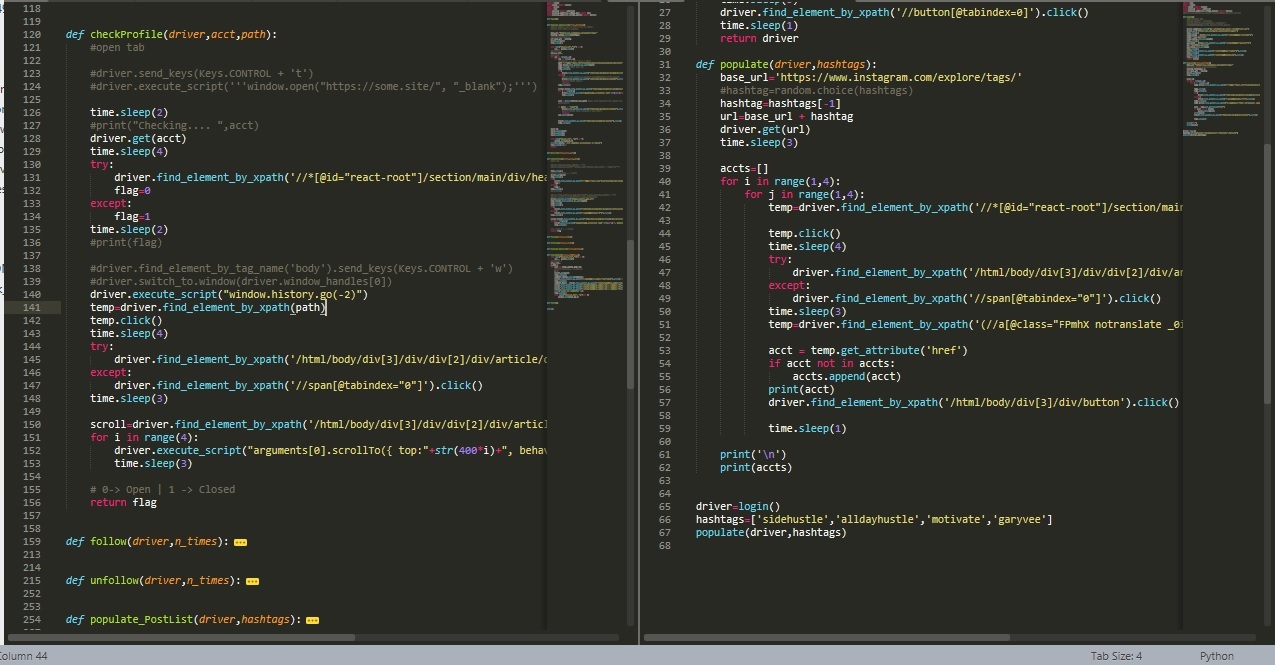 118
119
120 def checkProfile(driver,acct,path):
121 #open tab
122
123 #driver.send_keys(Keys.CONTROL + 't')
124 #driver.execute_script('''window.open("https://some.site/", "_blank");''')
125
126 time.sleep(2)
127 #print("Checking.... ",acct)
128 driver.get(acct)
129 time.sleep(4)
130 try:
131 driver.find_element_by_xpath('//*[@id="react-root"]/section/main/div/hea
132 flag=0
133 except:
134 flag=1
135 time.sleep(2)
136 #print(flag)
137
138 #driver.find_element_by_tag_name('body').send_keys(Keys.CONTROL + 'w')
139 #driver.switch_to.window(driver.window_handles[0])
140 driver.execute_script("window.history.go(-2)")
141 temp=driver.find_element_by_xpath(path)
142 temp.click()
143 time.sleep(4)
144 try:
145 driver.find_element_by_xpath('/html/body/div[3]/div/div[2]/div/article/
146 except:
147 driver.find_element_by_xpath('//span[@tabindex="0"]').click()
148 time.sleep(3)
149
150 scroll=driver.find_element_by_xpath('/html/body/div[3]/div/div[2]/div/articl
151 for i in range(4):
152 driver.execute_script("arguments[0].scrollTo({ top:"+str(400*i)+", behav
153 time.sleep(3)
154
155 # 0-> Open | 1 -> Closed
156 return flag
157
158
159 def follow(driver,n_times):
213
214
215 def unfollow(driver,n_times):
252
253
254 def populate_PostList(driver,hashtags):
27 driver.find_element_by_xpath('//button[@tabindex=0]').click()
28 time.sleep(1)
29 return driver
30
31 def populate(driver,hashtags):
32 base_url='https://www.instagram.com/explore/tags/'
33 #hashtag=random.choice(hashtags)
34 hashtag=hashtags[-1]
35 url=base_url + hashtag
36 driver.get(url)
37 time.sleep(3)
38
39 accts=[]
40 for i in range(1,4):
41 for j in range(1,4):
42 temp=driver.find_element_by_xpath('//*[@id="react-root"]/section/main
43
44 temp.click()
45 time.sleep(4)
46 try:
47 driver.find_element_by_xpath('/html/body/div[3]/div/div[2]/div/ar
48 except:
49 driver.find_element_by_xpath('//span[@tabindex="0"]').click()
50 time.sleep(3)
51 temp=driver.find_element_by_xpath('(//a[@class="FPmhX notranslate _0i
52
53 acct = temp.get_attribute('href')
54 if acct not in accts:
55 accts.append(acct)
56 print(acct)
57 driver.find_element_by_xpath('/html/body/div[3]/div/button').click()
58
59 time.sleep(1)
60
61 print('\n')
62 print(accts)
63
64
65 driver=login()
66 hashtags=['sidehustle','alldayhustle','motivate','garyvee']
67 populate(driver,hashtags)
68
Column 44
Tab Size: 4
Python